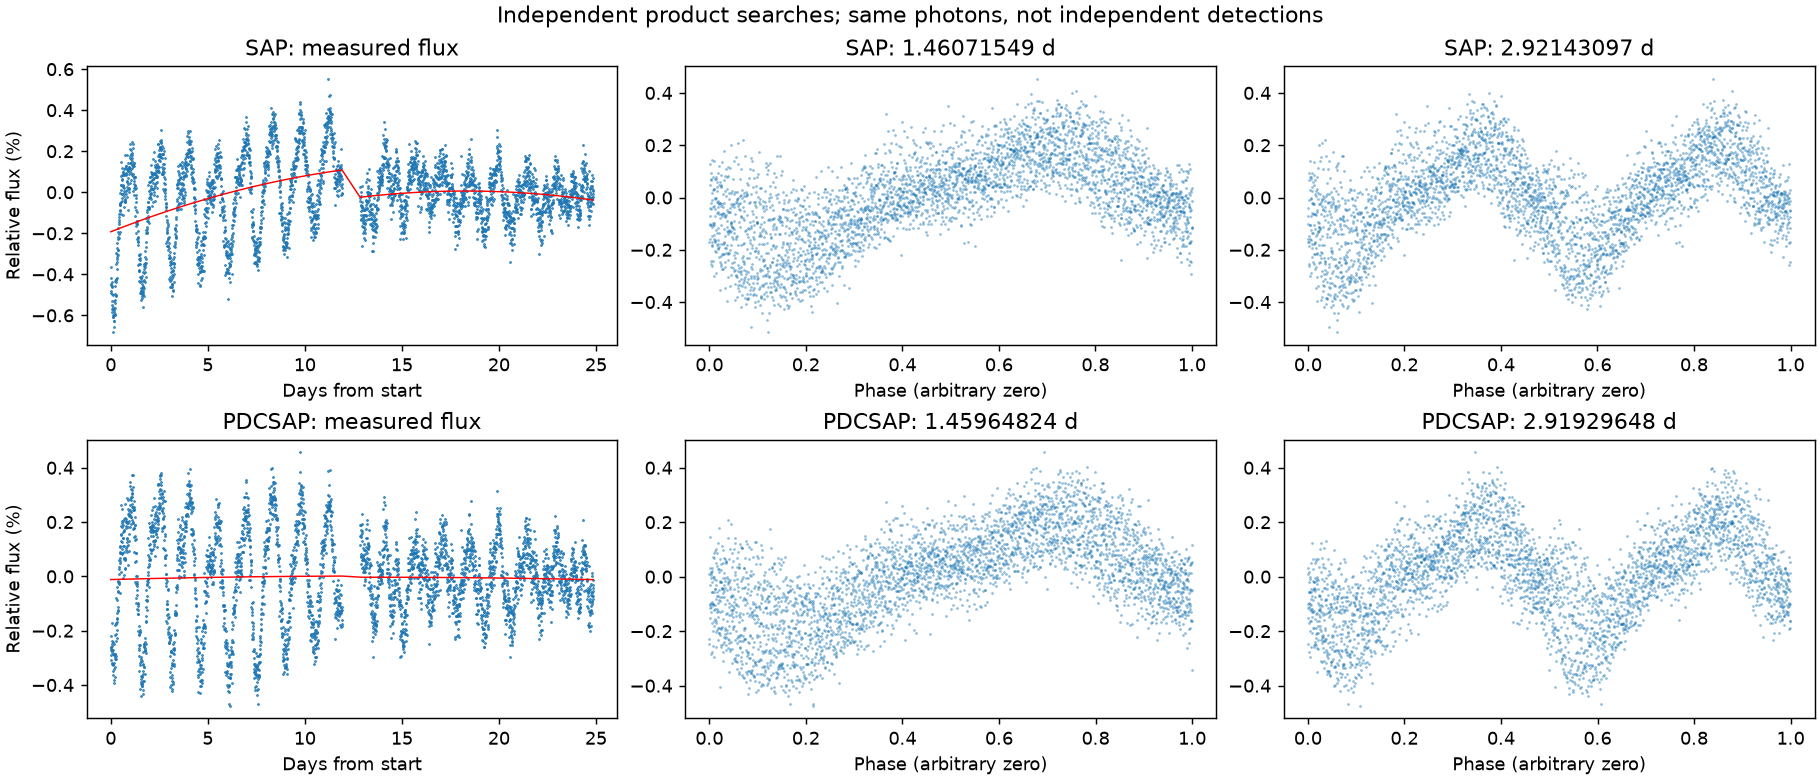 Independent product searches; same photons, not independent detections
SAP: measured flux
SAP: 1.46071549 d
SAP: 2.92143097 d
Relative flux (%)
0.6
0.4
0.2
0.0
−0.2
−0.4
−0.6
0 5 10 15 20 25
Days from start
0.4
0.2
0.0
−0.2
−0.4
0.0 0.2 0.4 0.6 0.8 1.0
Phase (arbitrary zero)
0.4
0.2
0.0
−0.2
−0.4
0.0 0.2 0.4 0.6 0.8 1.0
Phase (arbitrary zero)
PDCSAP: measured flux
PDCSAP: 1.45964824 d
PDCSAP: 2.91929648 d
Relative flux (%)
0.4
0.2
0.0
−0.2
−0.4
0 5 10 15 20 25
Days from start
0.4
0.2
0.0
−0.2
−0.4
0.0 0.2 0.4 0.6 0.8 1.0
Phase (arbitrary zero)
0.4
0.2
0.0
−0.2
−0.4
0.0 0.2 0.4 0.6 0.8 1.0
Phase (arbitrary zero)